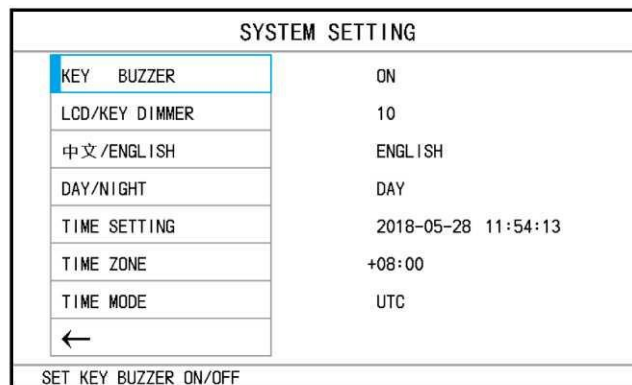 SYSTEM SETTING
KEY BUZZER ON
LCD/KEY DIMMER 10
中文/ENGLISH ENGLISH
DAY/NIGHT DAY
TIME SETTING 2018-05-28 11:54:13
TIME ZONE +08:00
TIME MODE UTC
←
SET KEY BUZZER ON/OFF